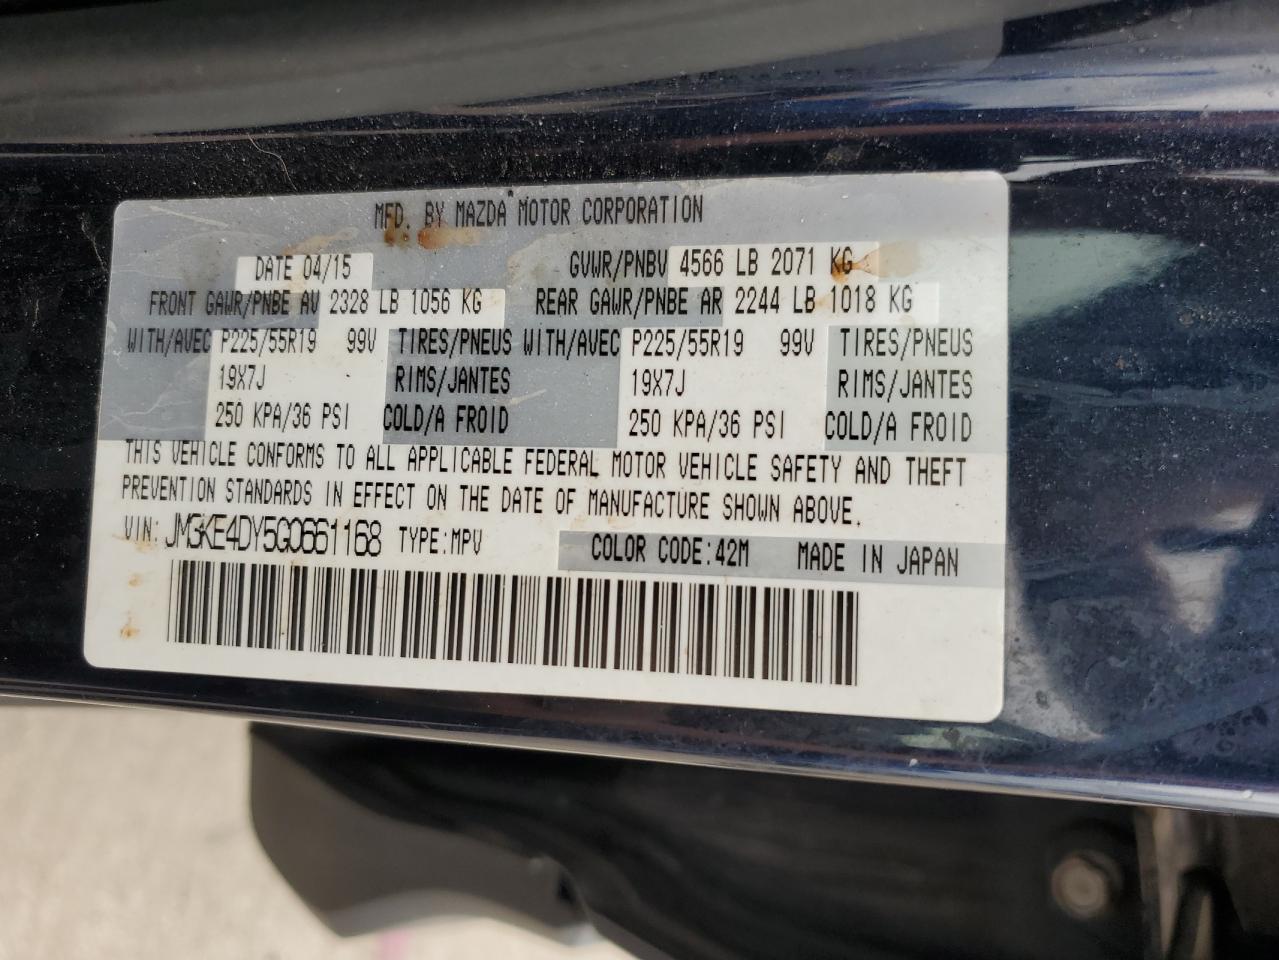 MFD. BY MAZDA MOTOR CORPORATION
DATE 04/15 GVWR/PNBV 4566 LB 2071 KG
FRONT GAWR/PNBE AV 2328 LB 1056 KG REAR GAWR/PNBE AR 2244 LB 1018 KG
WITH/AVEC P225/55R19 99V TIRES/PNEUS WITH/AVEC P225/55R19 99V TIRES/PNEUS
19X7J RIMS/JANTES 19X7J RIMS/JANTES
250 KPA/36 PSI COLD/A FROID 250 KPA/36 PSI COLD/A FROID
THIS VEHICLE CONFORMS TO ALL APPLICABLE FEDERAL MOTOR VEHICLE SAFETY AND THEFT
PREVENTION STANDARDS IN EFFECT ON THE DATE OF MANUFACTURE SHOWN ABOVE.
VIN: JM3KE4DY5G0661168 TYPE:MPV COLOR CODE:42M MADE IN JAPAN